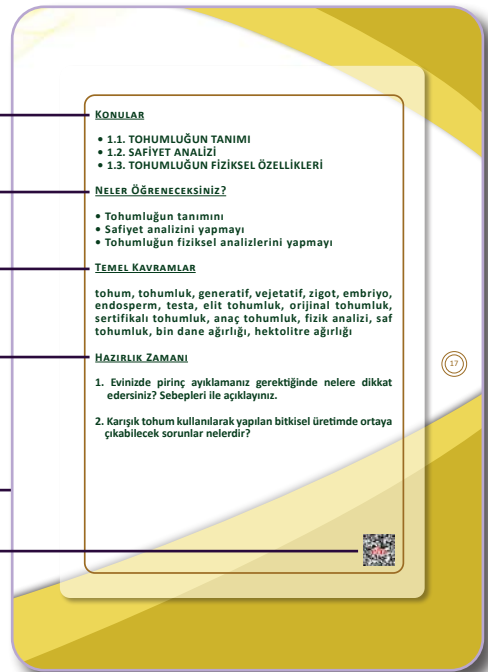 KONULAR
• 1.1. TOHUMLUĞUN TANIMI
• 1.2. SAFİYET ANALİZİ
• 1.3. TOHUMLUĞUN FİZİKSEL ÖZELLİKLERİ
NELER ÖĞRENECEKSİNİZ?
• Tohumluğun tanımını
• Safiyet analizini yapmayı
• Tohumluğun fiziksel analizlerini yapmayı
TEMEL KAVRAMLAR
tohum, tohumluk, generatif, vejetatif, zigot, embriyo,
endosperm, testa, elit tohumluk, orijinal tohumluk,
sertifikalı tohumluk, anaç tohumluk, fizik analizi, saf
tohumluk, bin dane ağırlığı, hektolitre ağırlığı
HAZIRLIK ZAMANI
1. Evinizde pirinç ayıklamanız gerektiğinde nelere dikkat
edersiniz? Sebepleri ile açıklayınız.
2. Karışık tohum kullanılarak yapılan bitkisel üretimde ortaya
çıkabilecek sorunlar nelerdir?
17